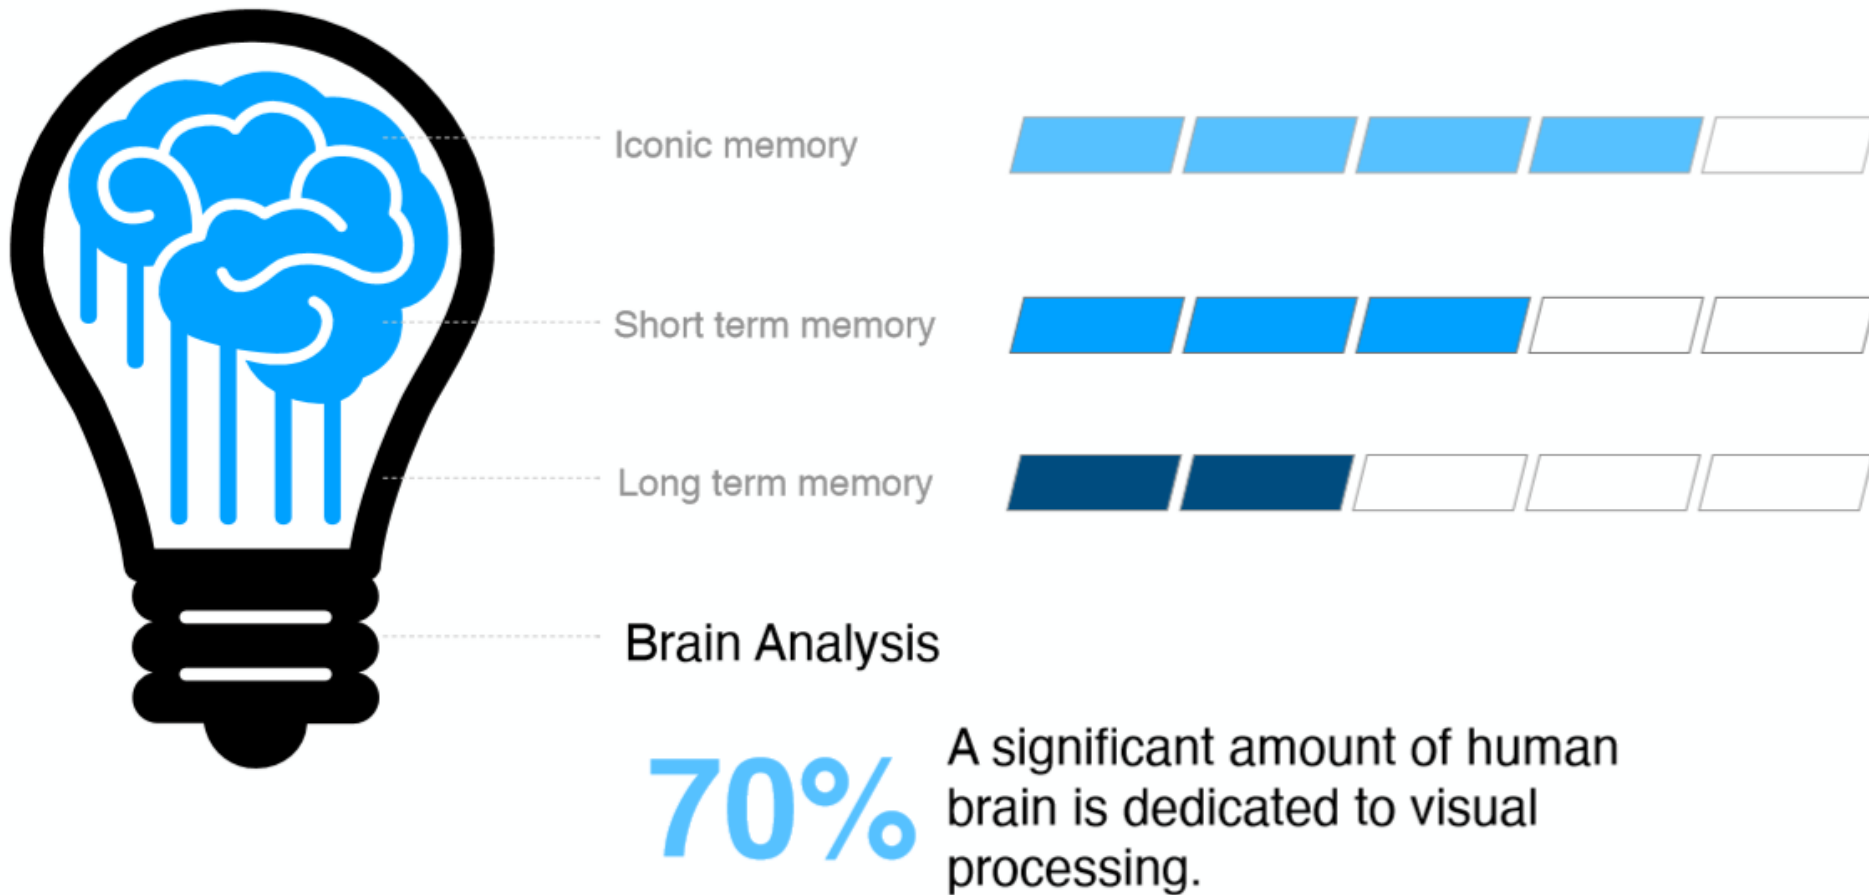 Iconic memory
Short term memory
Long term memory
Brain Analysis
70%
A significant amount of human
brain is dedicated to visual
processing.